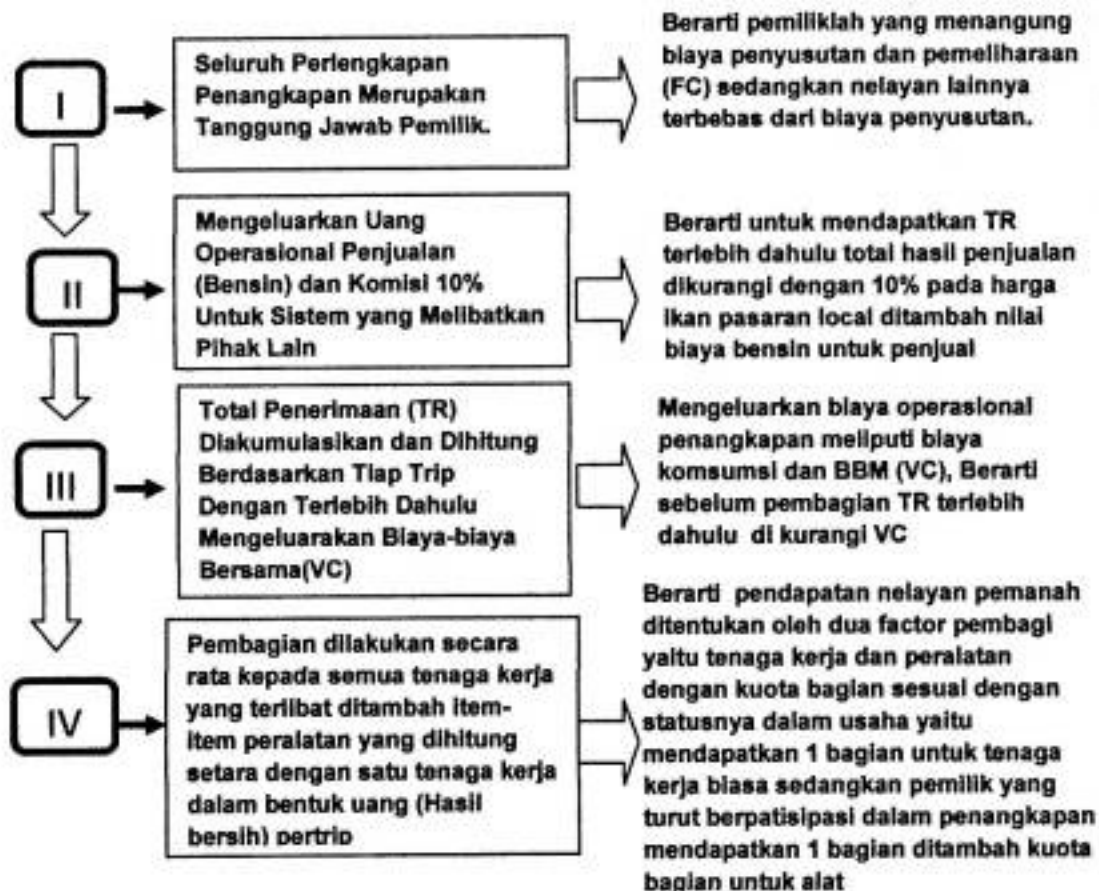 I
Seluruh Perlengkapan
Penangkapan Merupakan
Tanggung Jawab Pemilik.
Berarti pemiliklah yang menangung
biaya penyusutan dan pemeliharaan
(FC) sedangkan nelayan lainnya
terbebas dari biaya penyusutan.
II
Mengeluarkan Uang
Operasional Penjualan
(Bensin) dan Komisi 10%
Untuk Sistem yang Melibatkan
Pihak Lain
Berarti untuk mendapatkan TR
terlebih dahulu total hasil penjualan
dikurangi dengan 10% pada harga
ikan pasaran local ditambah nilai
biaya bensin untuk penjual
III
Total Penerimaan (TR)
Diakumulasikan dan Dihitung
Berdasarkan Tiap Trip
Dengan Terlebih Dahulu
Mengeluarakan Biaya-biaya
Bersama(VC)
Mengeluarkan biaya operasional
penangkapan meliputi biaya
komsumsi dan BBM (VC), Berarti
sebelum pembagian TR terlebih
dahulu di kurangi VC
IV
Pembagian dilakukan secara
rata kepada semua tenaga kerja
yang terlibat ditambah item-
item peralatan yang dihitung
setara dengan satu tenaga kerja
dalam bentuk uang (Hasil
bersih) pertrip
Berarti pendapatan nelayan pemanah
ditentukan oleh dua factor pembagi
yaitu tenaga kerja dan peralatan
dengan kuota bagian sesuai dengan
statusnya dalam usaha yaitu
mendapatkan 1 bagian untuk tenaga
kerja biasa sedangkan pemilik yang
turut berpatisipasi dalam penangkapan
mendapatkan 1 bagian ditambah kuota
bagian untuk alat